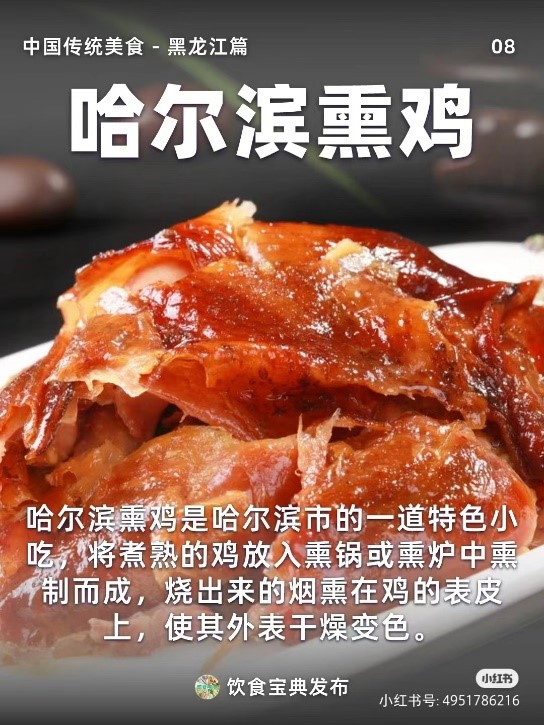 中国传统美食 - 黑龙江篇
08
哈尔滨熏鸡
哈尔滨熏鸡是哈尔滨市的一道特色小
吃，将煮熟的鸡放入熏锅或熏炉中熏
制而成，烧出来的烟熏在鸡的表皮
上，使其外表干燥变色。
饮食宝典发布
小红书
小红书号: 4951786216